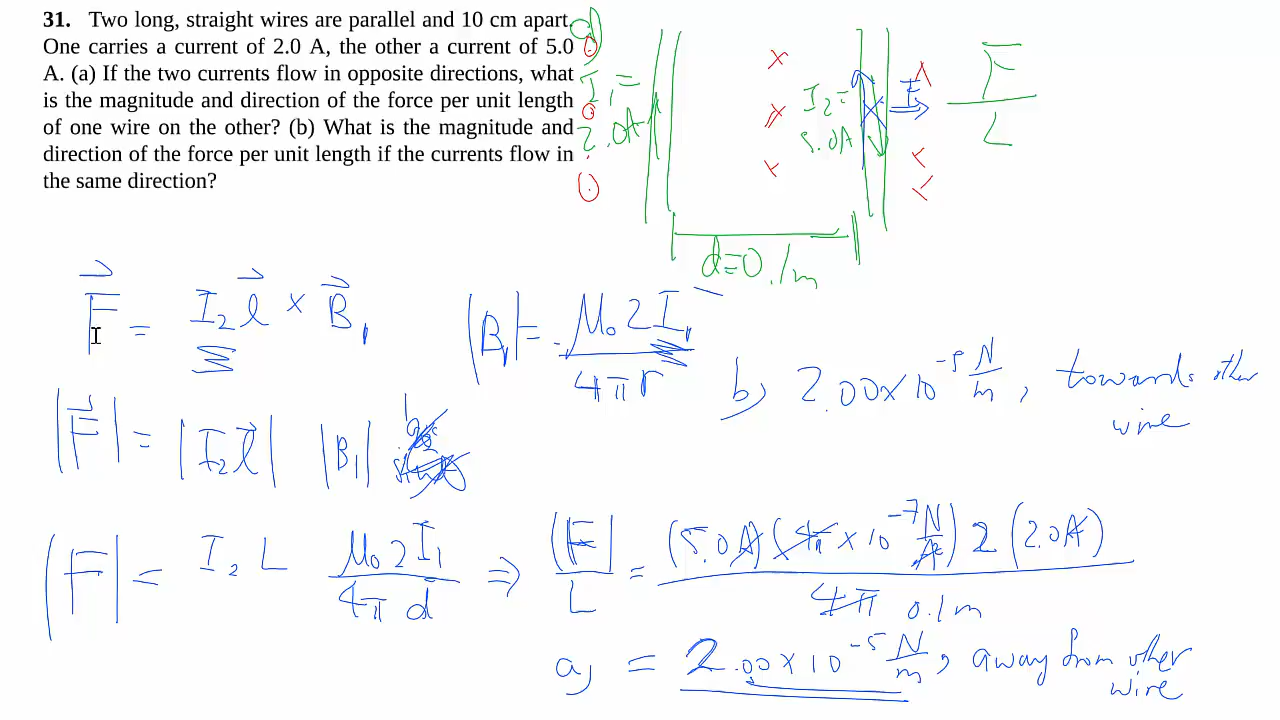 31. Two long, straight wires are parallel and 10 cm apart.
One carries a current of 2.0 A, the other a current of 5.0
A. (a) If the two currents flow in opposite directions, what
is the magnitude and direction of the force per unit length
of one wire on the other? (b) What is the magnitude and
direction of the force per unit length if the currents flow in
the same direction?
a)
I₁ =
2.0A
I₂ =
5.0A
F
F/L
d=0.1m
F⃗ = I₂ l⃗ × B⃗₁
|B₁| = μ₀ 2 I₁ / 4π r
b) 2.00×10⁻⁵ N/m, towards other
wire
|F⃗| = |I₂ l⃗| |B₁|
|F| = I₂ L μ₀ 2 I₁ / 4π d ⇒ |F|/L = (5.0A)(4π×10⁻⁷ N/A²) 2 (2.0A) / 4π 0.1m
a) = 2.00×10⁻⁵ N/m, away from other
wire